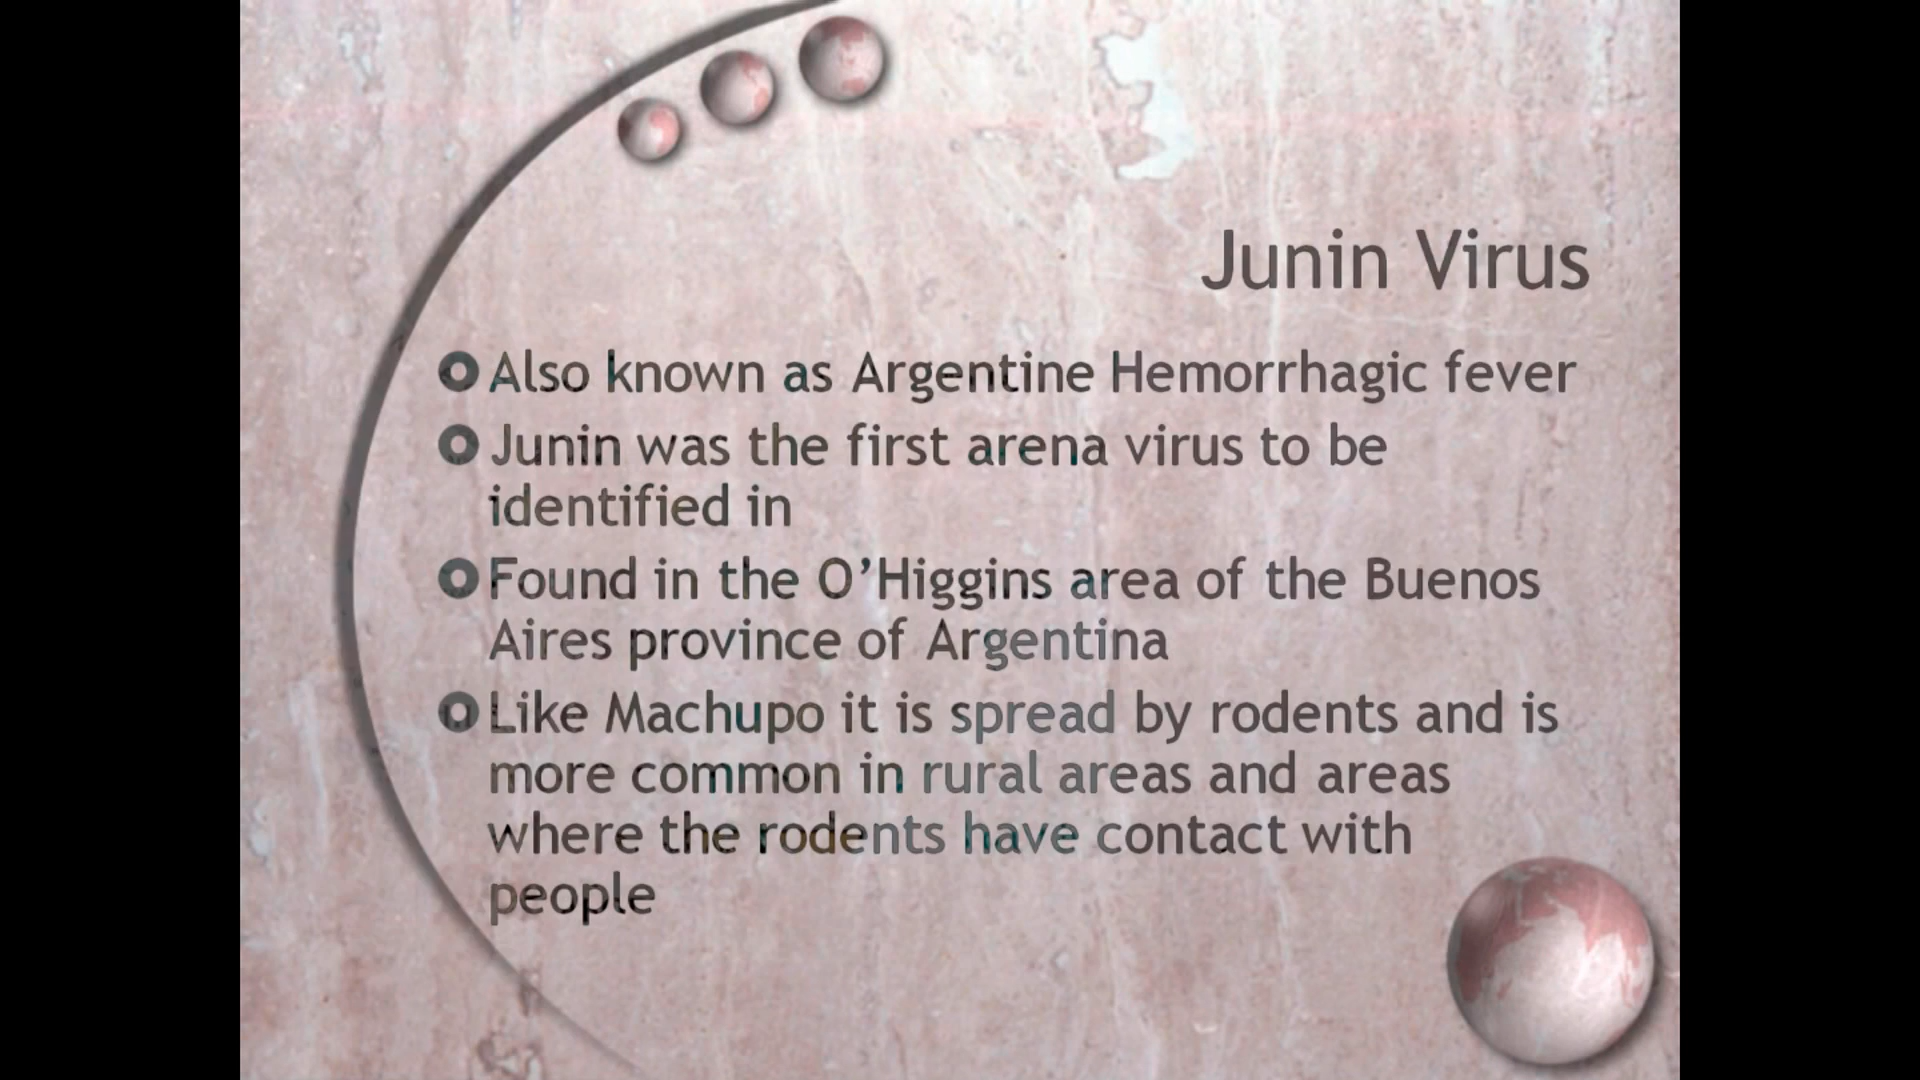 Junin Virus
Also known as Argentine Hemorrhagic fever
Junin was the first arena virus to be
identified in
Found in the O’Higgins area of the Buenos
Aires province of Argentina
Like Machupo it is spread by rodents and is
more common in rural areas and areas
where the rodents have contact with
people